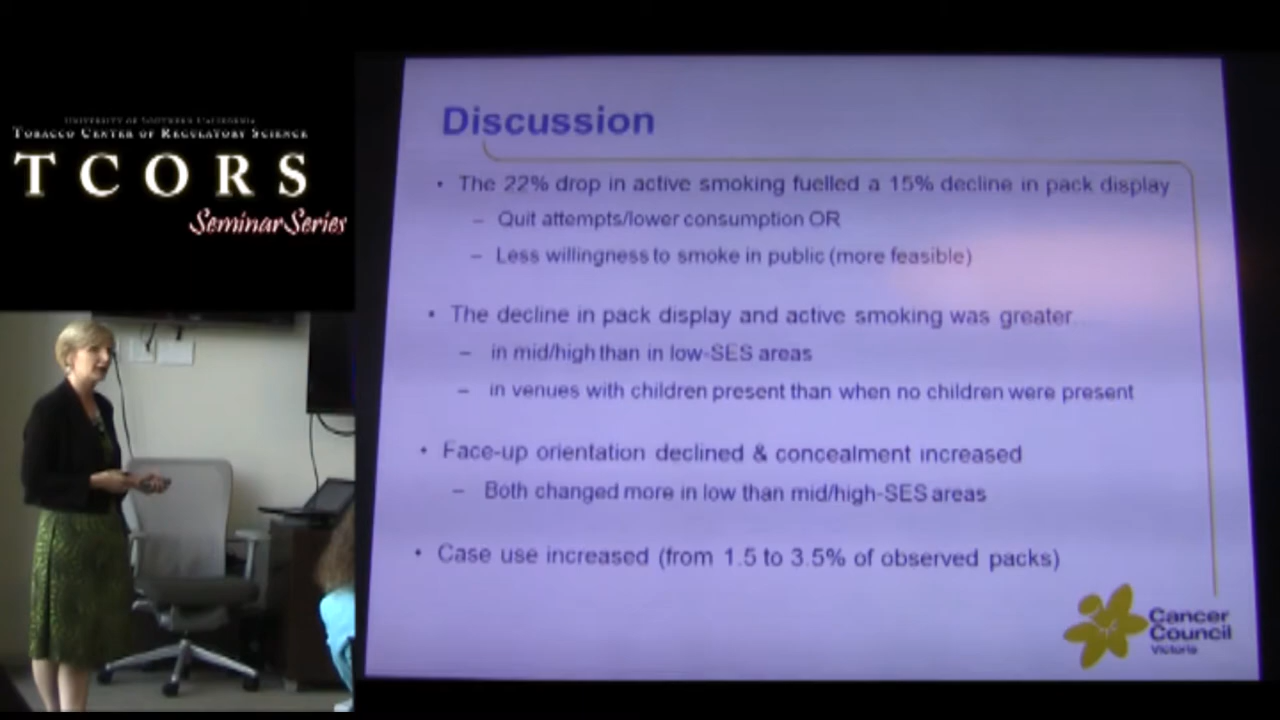 UNIVERSITY OF SOUTHERN CALIFORNIA
TOBACCO CENTER OF REGULATORY SCIENCE
TCORS
Seminar Series
Discussion
• The 22% drop in active smoking fuelled a 15% decline in pack display
– Quit attempts/lower consumption OR
– Less willingness to smoke in public (more feasible)
• The decline in pack display and active smoking was greater...
– in mid/high than in low-SES areas
– in venues with children present than when no children were present
• Face-up orientation declined & concealment increased
– Both changed more in low than mid/high-SES areas
• Case use increased (from 1.5 to 3.5% of observed packs)
Cancer
Council
Victoria